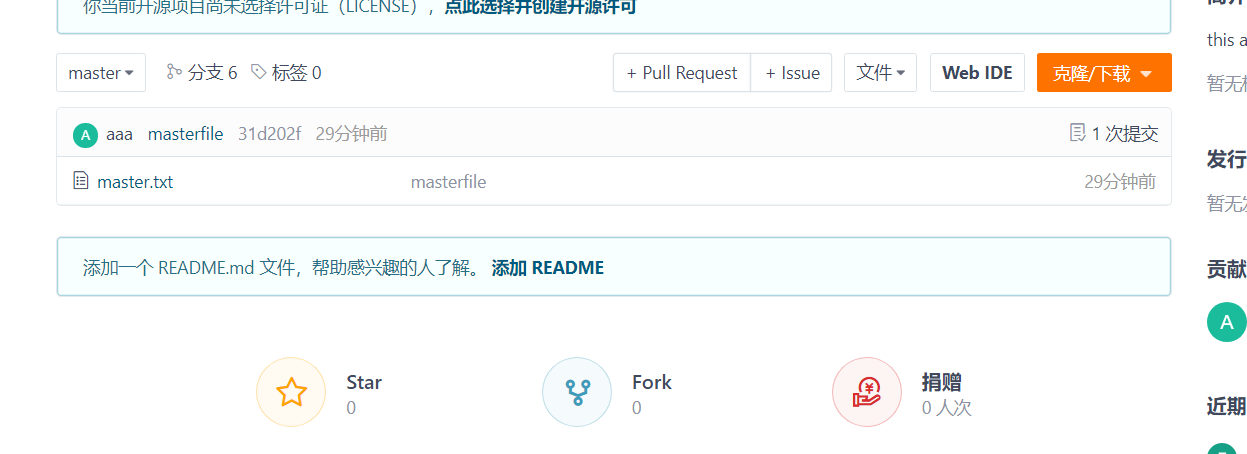 你当前开源项目尚未选择许可证（LICENSE），点此选择并创建开源许可
this a
master 分支 6 标签 0 + Pull Request + Issue 文件 Web IDE 克隆/下载
暂无
A aaa masterfile 31d202f 29分钟前 1 次提交
发行
master.txt masterfile 29分钟前
暂无
添加一个 README.md 文件，帮助感兴趣的人了解。 添加 README
贡献
A
Star
0
Fork
0
捐赠
0 人次
近期